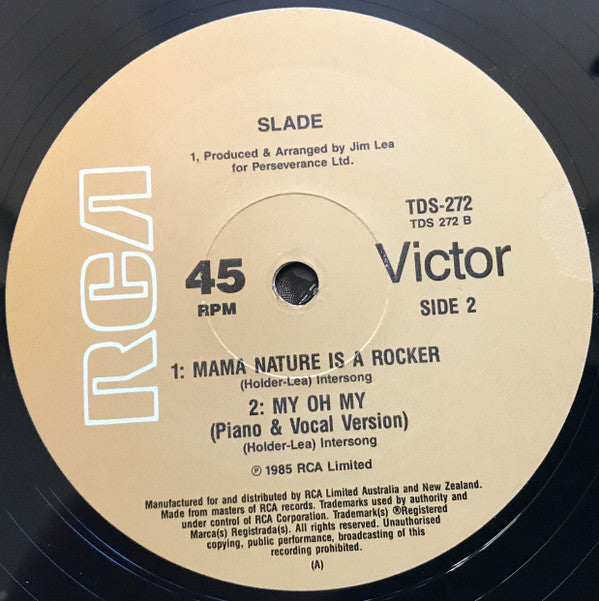 SLADE
1, Produced & Arranged by Jim Lea
for Perseverance Ltd.
RCA
TDS-272
TDS 272 B
Victor
45
RPM
SIDE 2
1: MAMA NATURE IS A ROCKER
(Holder-Lea) Intersong
2: MY OH MY
(Piano & Vocal Version)
(Holder-Lea) Intersong
℗ 1985 RCA Limited
Manufactured for and distributed by RCA Limited Australia and New Zealand.
Made from masters of RCA records. Trademarks used by authority and
under control of RCA Corporation. Trademark(s) ®Registered
Marca(s) Registrada(s). All rights reserved. Unauthorised
copying, public performance, broadcasting of this
recording prohibited.
(A)